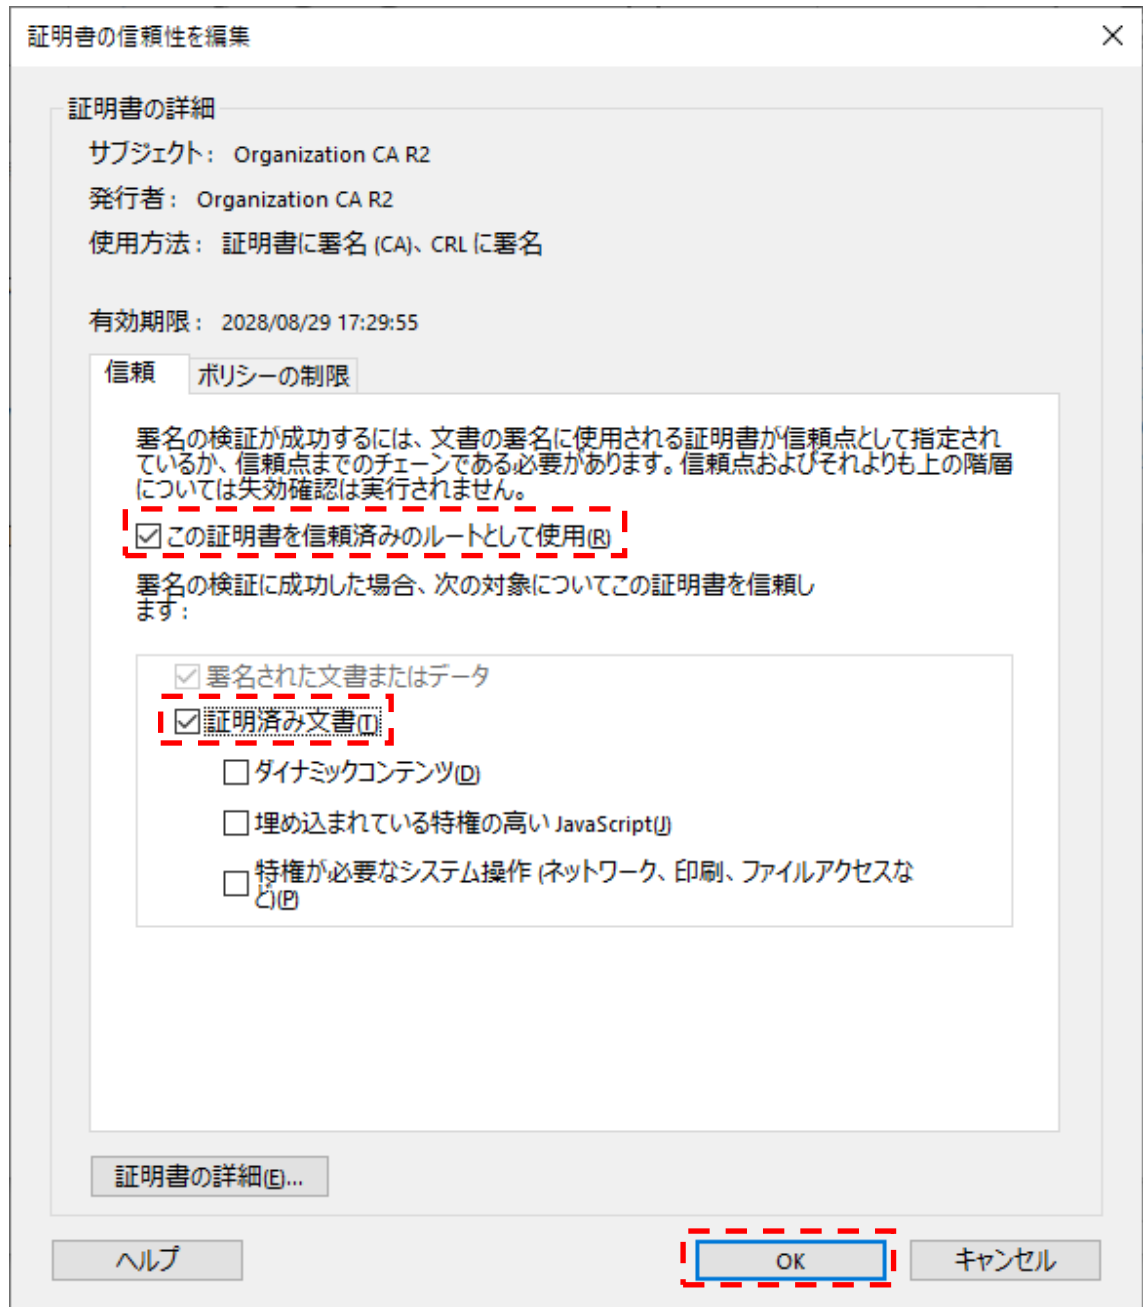 証明書の信頼性を編集
証明書の詳細
サブジェクト： Organization CA R2
発行者： Organization CA R2
使用方法： 証明書に署名 (CA)、CRL に署名
有効期限： 2028/08/29 17:29:55
信頼
ポリシーの制限
署名の検証が成功するには、文書の署名に使用される証明書が信頼点として指定され
ているか、信頼点までのチェーンである必要があります。信頼点およびそれよりも上の階層
については失効確認は実行されません。
この証明書を信頼済みのルートとして使用(R)
署名の検証に成功した場合、次の対象についてこの証明書を信頼し
ます：
署名された文書またはデータ
証明済み文書(T)
ダイナミックコンテンツ(D)
埋め込まれている特権の高い JavaScript(J)
特権が必要なシステム操作 (ネットワーク、印刷、ファイルアクセスな
ど)(P)
証明書の詳細(E)...
ヘルプ
OK
キャンセル